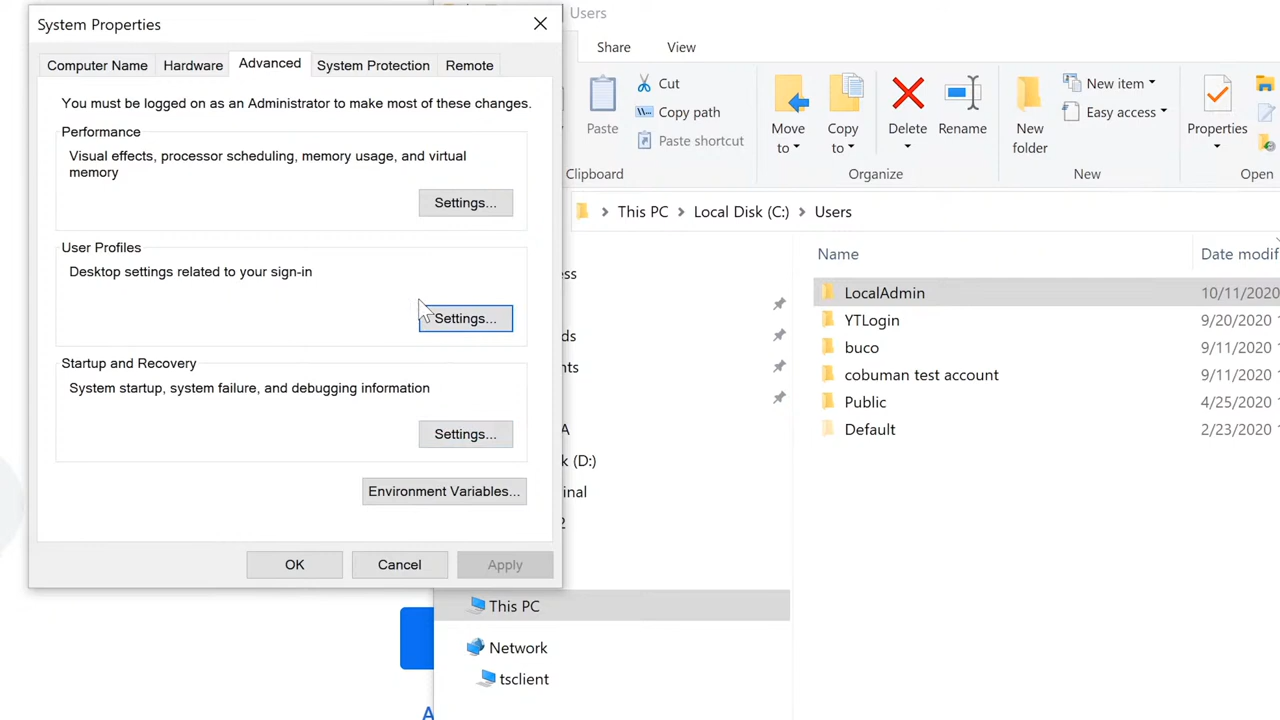 System Properties
Computer Name
Hardware
Advanced
System Protection
Remote
You must be logged on as an Administrator to make most of these changes.
Performance
Visual effects, processor scheduling, memory usage, and virtual
memory
Settings...
User Profiles
Desktop settings related to your sign-in
Settings...
Startup and Recovery
System startup, system failure, and debugging information
Settings...
Environment Variables...
OK
Cancel
Apply
Users
Share
View
Paste
Cut
Copy path
Paste shortcut
Clipboard
Move
to
Copy
to
Delete
Rename
Organize
New
folder
New item
Easy access
New
Properties
Open
This PC
Local Disk (C:)
Users
ess
ds
nts
A
k (D:)
inal
2
This PC
Network
tsclient
Name
Date modif
LocalAdmin
10/11/2020
YTLogin
9/20/2020
buco
9/11/2020
cobuman test account
9/11/2020
Public
4/25/2020
Default
2/23/2020
A